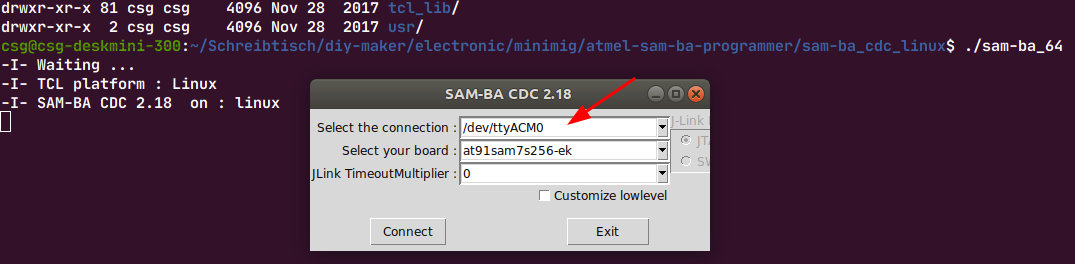 drwxr-xr-x 81 csg csg    4096 Nov 28  2017 tcl_lib/
drwxr-xr-x  2 csg csg    4096 Nov 28  2017 usr/
csg@csg-deskmini-300:~/Schreibtisch/diy-maker/electronic/minimig/atmel-sam-ba-programmer/sam-ba_cdc_linux$ ./sam-ba_64
-I- Waiting ...
-I- TCL platform : Linux
-I- SAM-BA CDC 2.18  on : linux
SAM-BA CDC 2.18
Select the connection : /dev/ttyACM0 J-Link
Select your board : at91sam7s256-ek JT
JLink TimeoutMultiplier : 0 SW
Customize lowlevel
Connect Exit